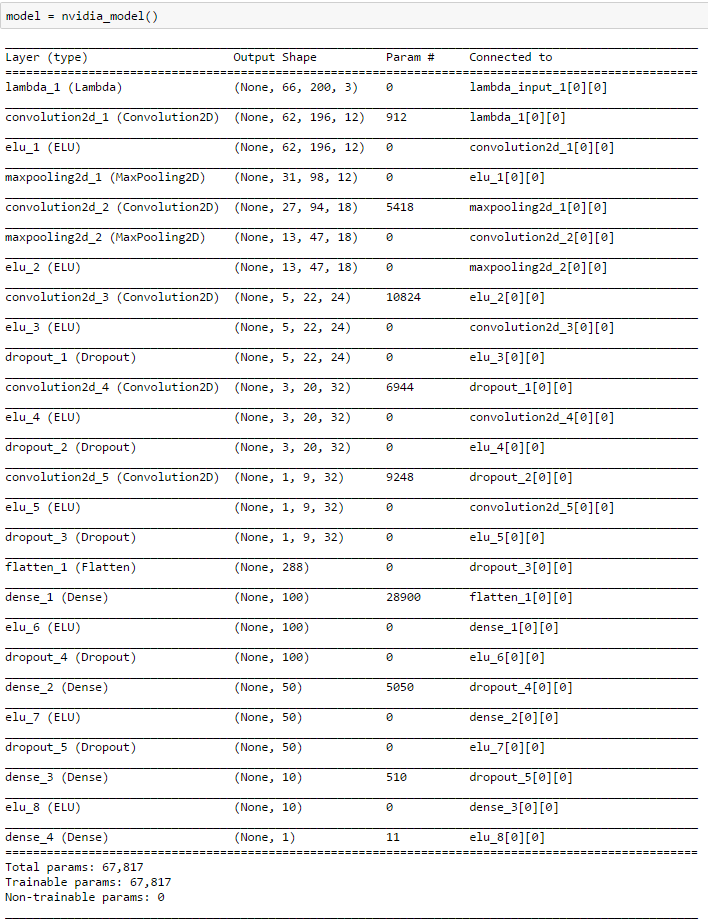 model = nvidia_model()
Layer (type) Output Shape Param # Connected to
lambda_1 (Lambda) (None, 66, 200, 3) 0 lambda_input_1[0][0]
convolution2d_1 (Convolution2D) (None, 62, 196, 12) 912 lambda_1[0][0]
elu_1 (ELU) (None, 62, 196, 12) 0 convolution2d_1[0][0]
maxpooling2d_1 (MaxPooling2D) (None, 31, 98, 12) 0 elu_1[0][0]
convolution2d_2 (Convolution2D) (None, 27, 94, 18) 5418 maxpooling2d_1[0][0]
maxpooling2d_2 (MaxPooling2D) (None, 13, 47, 18) 0 convolution2d_2[0][0]
elu_2 (ELU) (None, 13, 47, 18) 0 maxpooling2d_2[0][0]
convolution2d_3 (Convolution2D) (None, 5, 22, 24) 10824 elu_2[0][0]
elu_3 (ELU) (None, 5, 22, 24) 0 convolution2d_3[0][0]
dropout_1 (Dropout) (None, 5, 22, 24) 0 elu_3[0][0]
convolution2d_4 (Convolution2D) (None, 3, 20, 32) 6944 dropout_1[0][0]
elu_4 (ELU) (None, 3, 20, 32) 0 convolution2d_4[0][0]
dropout_2 (Dropout) (None, 3, 20, 32) 0 elu_4[0][0]
convolution2d_5 (Convolution2D) (None, 1, 9, 32) 9248 dropout_2[0][0]
elu_5 (ELU) (None, 1, 9, 32) 0 convolution2d_5[0][0]
dropout_3 (Dropout) (None, 1, 9, 32) 0 elu_5[0][0]
flatten_1 (Flatten) (None, 288) 0 dropout_3[0][0]
dense_1 (Dense) (None, 100) 28900 flatten_1[0][0]
elu_6 (ELU) (None, 100) 0 dense_1[0][0]
dropout_4 (Dropout) (None, 100) 0 elu_6[0][0]
dense_2 (Dense) (None, 50) 5050 dropout_4[0][0]
elu_7 (ELU) (None, 50) 0 dense_2[0][0]
dropout_5 (Dropout) (None, 50) 0 elu_7[0][0]
dense_3 (Dense) (None, 10) 510 dropout_5[0][0]
elu_8 (ELU) (None, 10) 0 dense_3[0][0]
dense_4 (Dense) (None, 1) 11 elu_8[0][0]
Total params: 67,817
Trainable params: 67,817
Non-trainable params: 0